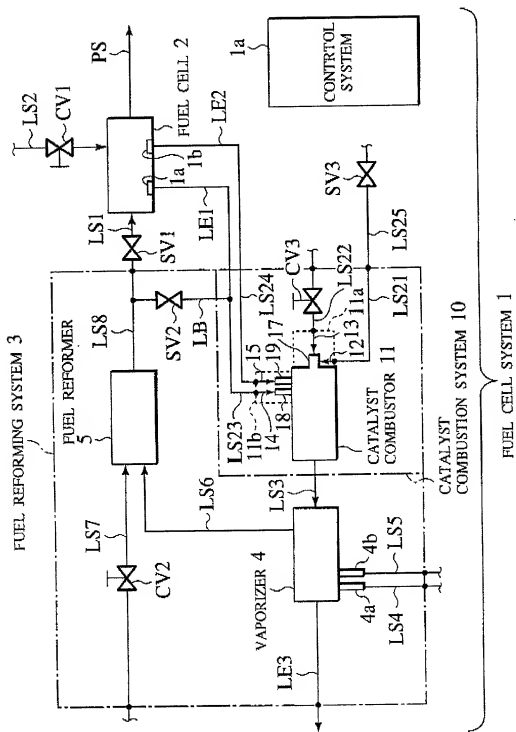 FUEL REFORMING SYSTEM 3
LS2
CV1
PS
FUEL CELL 2
1a
1b
LS1
SV1
LE1
LE2
1a
CONTRTOL
SYSTEM
FUEL REFORMER
5
LS8
SV2
LB
LS24
SV3
LS25
LS21
CV3
LS22
11a
13
12
17
19
15
18
14
11b
LS23
CATALYST
COMBUSTOR 11
CATALYST
COMBUSTION SYSTEM 10
LS7
CV2
LS6
LS3
VAPORIZER 4
4a
4b
LS4
LS5
LE3
FUEL CELL SYSTEM 1